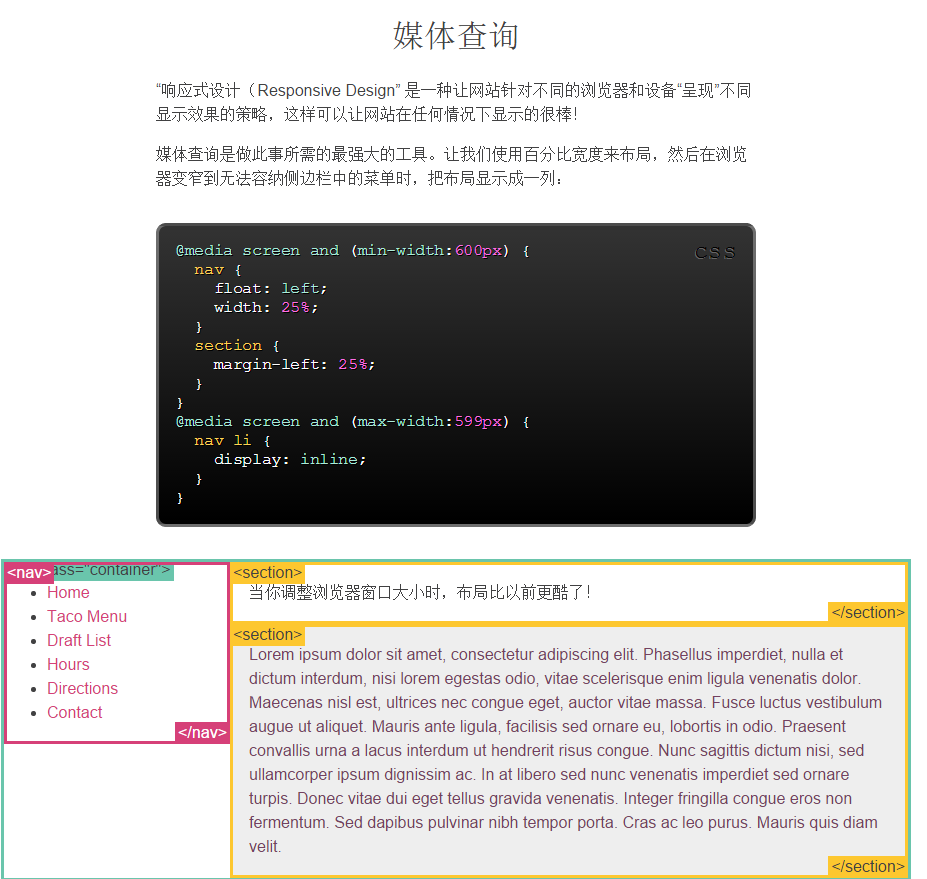 媒体查询
“响应式设计（Responsive Design” 是一种让网站针对不同的浏览器和设备“呈现”不同
显示效果的策略，这样可以让网站在任何情况下显示的很棒！
媒体查询是做此事所需的最强大的工具。让我们使用百分比宽度来布局，然后在浏览
器变窄到无法容纳侧边栏中的菜单时，把布局显示成一列：
CSS
@media screen and (min-width:600px) {
  nav {
    float: left;
    width: 25%;
  }
  section {
    margin-left: 25%;
  }
}
@media screen and (max-width:599px) {
  nav li {
    display: inline;
  }
}
<nav>
ass="container">
Home
Taco Menu
Draft List
Hours
Directions
Contact
</nav>
<section>
当你调整浏览器窗口大小时，布局比以前更酷了！
</section>
<section>
Lorem ipsum dolor sit amet, consectetur adipiscing elit. Phasellus imperdiet, nulla et
dictum interdum, nisi lorem egestas odio, vitae scelerisque enim ligula venenatis dolor.
Maecenas nisl est, ultrices nec congue eget, auctor vitae massa. Fusce luctus vestibulum
augue ut aliquet. Mauris ante ligula, facilisis sed ornare eu, lobortis in odio. Praesent
convallis urna a lacus interdum ut hendrerit risus congue. Nunc sagittis dictum nisi, sed
ullamcorper ipsum dignissim ac. In at libero sed nunc venenatis imperdiet sed ornare
turpis. Donec vitae dui eget tellus gravida venenatis. Integer fringilla congue eros non
fermentum. Sed dapibus pulvinar nibh tempor porta. Cras ac leo purus. Mauris quis diam
velit.
</section>